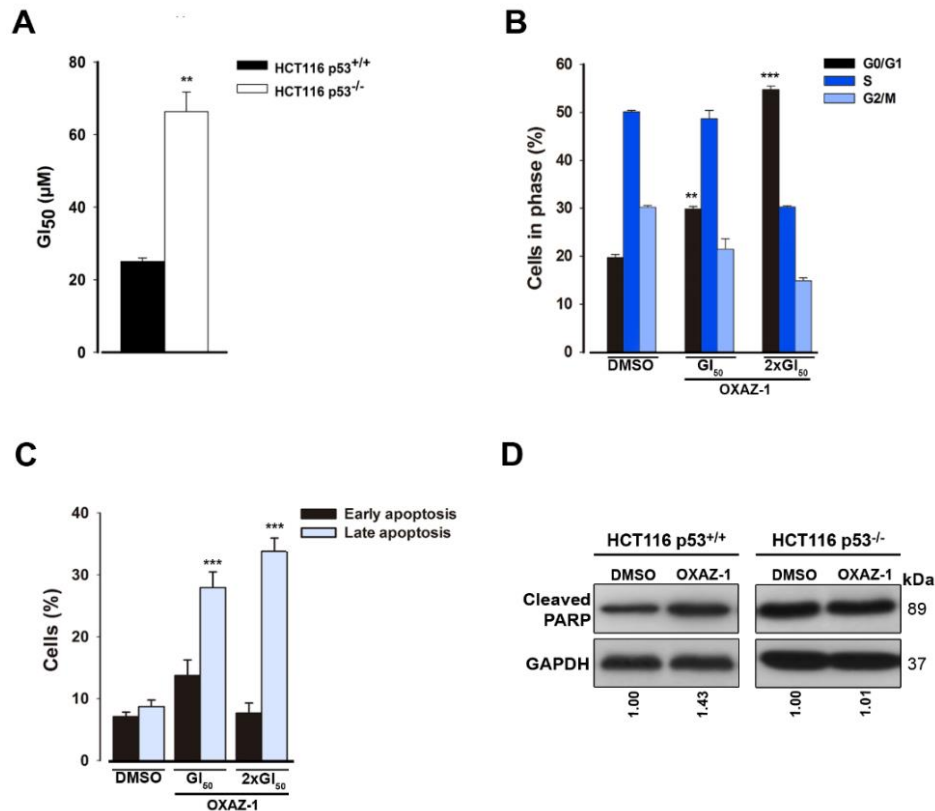 A
HCT116 p53+/+
HCT116 p53-/-
**
GI50 (µM)
80
60
40
20
0
B
G0/G1
S
G2/M
Cells in phase (%)
60
50
40
30
20
10
0
**
***
DMSO
GI50
2xGI50
OXAZ-1
C
Early apoptosis
Late apoptosis
Cells (%)
40
30
20
10
0
***
***
DMSO
GI50
2xGI50
OXAZ-1
D
HCT116 p53+/+
HCT116 p53-/-
DMSO OXAZ-1
DMSO OXAZ-1
kDa
Cleaved
PARP
89
GAPDH
37
1.00
1.43
1.00
1.01